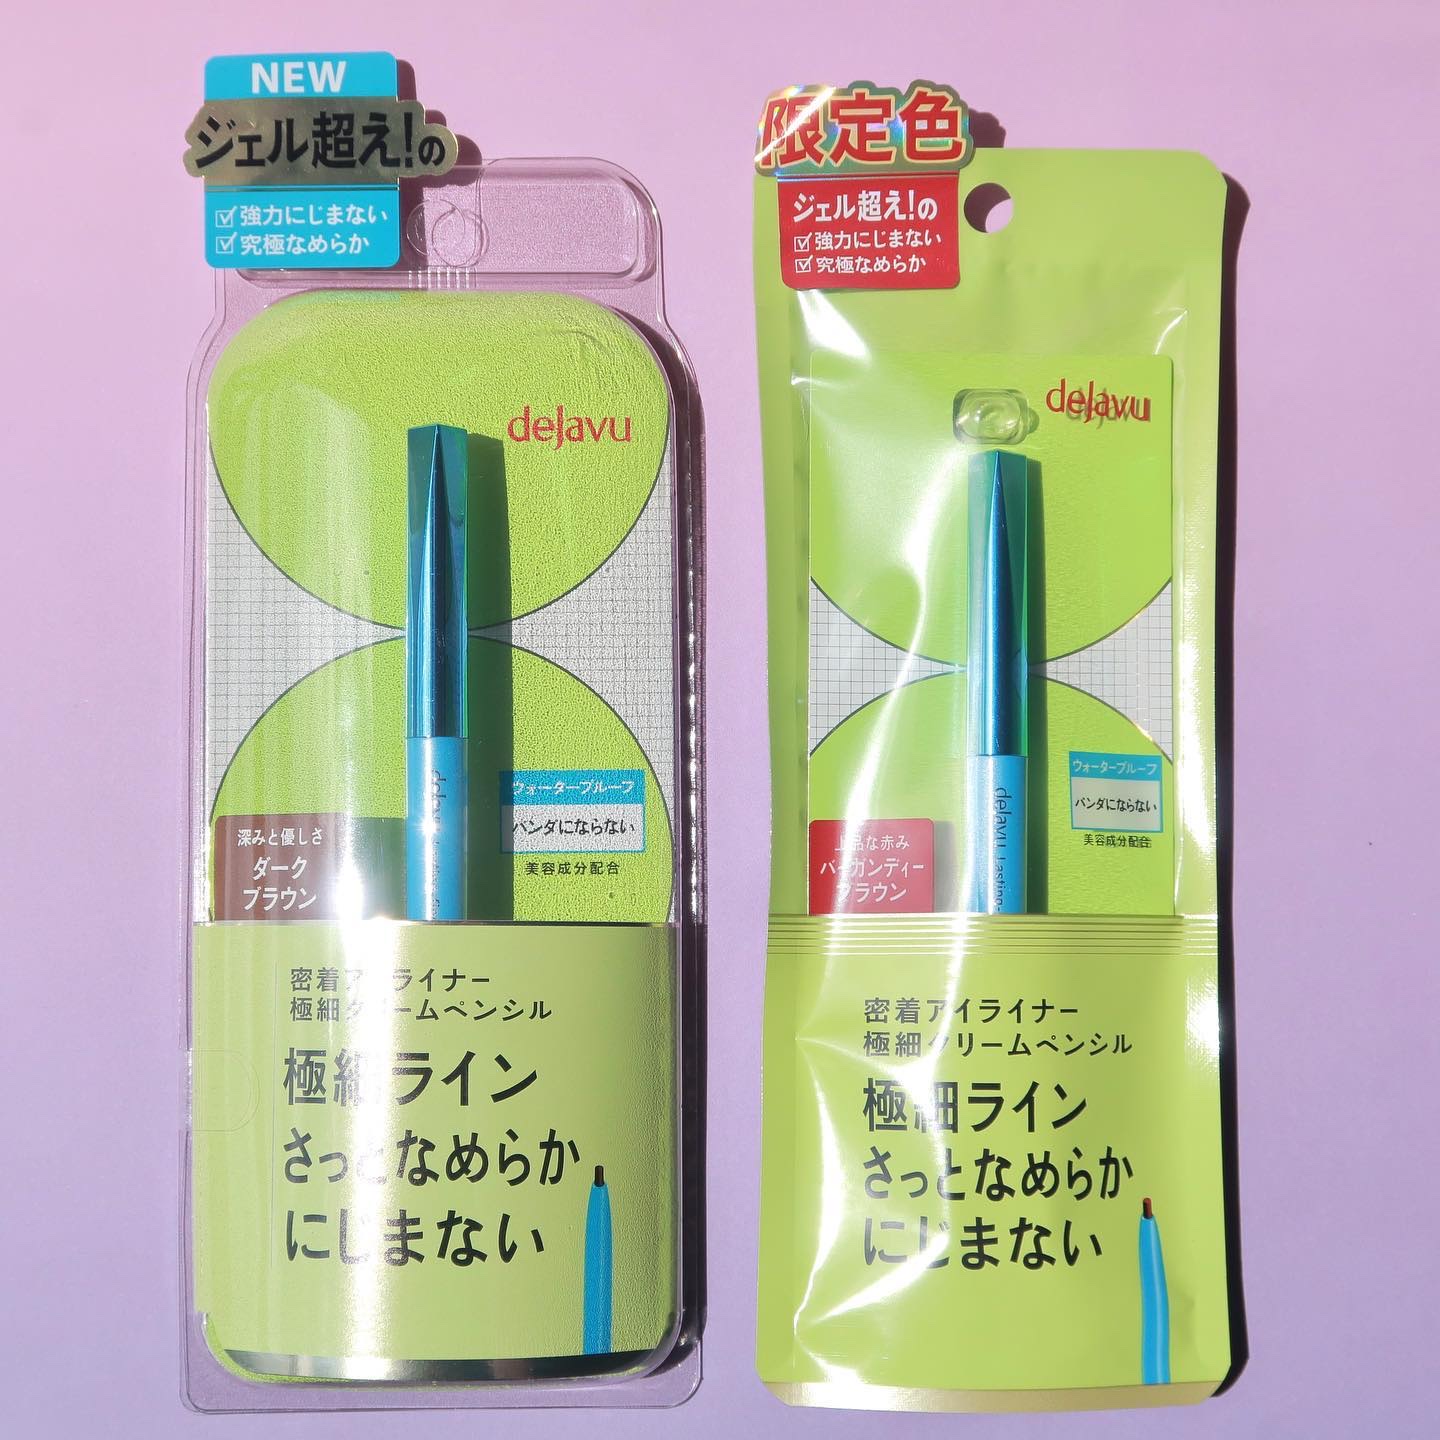 NEW
ジェル超え!の
☑強力ににじまない
☑究極なめらか
dejavu
dejavu
ウォータープルーフ
パンダにならない
美容成分配合
深みと優しさ
ダーク
ブラウン
密着アイライナー
極細クリームペンシル
極細ライン
さっとなめらか
にじまない
限定色
ジェル超え!の
☑強力ににじまない
☑究極なめらか
dejavu
dejavu Lasting-
ウォータープルーフ
パンダにならない
美容成分配合
上品な赤み
バーガンディー
ブラウン
密着アイライナー
極細クリームペンシル
極細ライン
さっとなめらか
にじまない